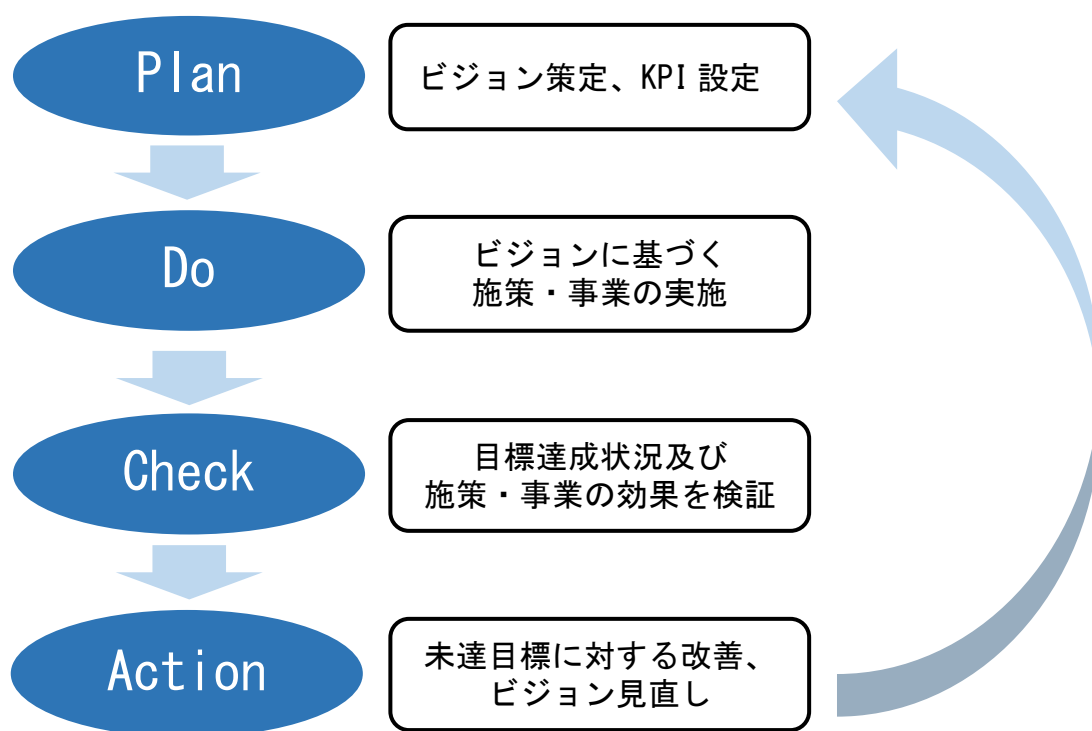 Plan
ビジョン策定、KPI 設定
Do
ビジョンに基づく
施策・事業の実施
Check
目標達成状況及び
施策・事業の効果を検証
Action
未達目標に対する改善、
ビジョン見直し